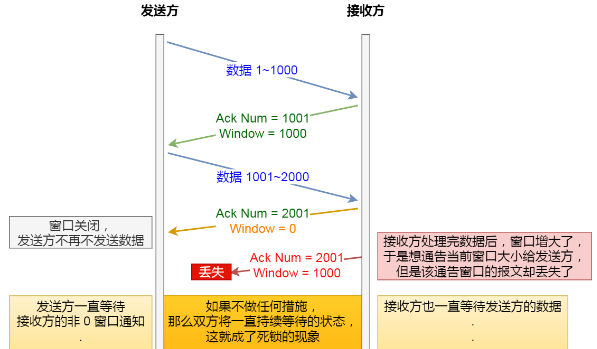 发送方
接收方
数据 1~1000
Ack Num = 1001
Window = 1000
数据 1001~2000
Ack Num = 2001
Window = 0
窗口关闭，
发送方不再不发送数据
Ack Num = 2001
Window = 1000
丢失
接收方处理完数据后，窗口增大了，
于是想通告当前窗口大小给发送方，
但是该通告窗口的报文却丢失了
发送方一直等待
接收方的非 0 窗口通知
.
如果不做任何措施，
那么双方将一直持续等待的状态，
这就成了死锁的现象
接收方也一直等待发送方的数据
.
.